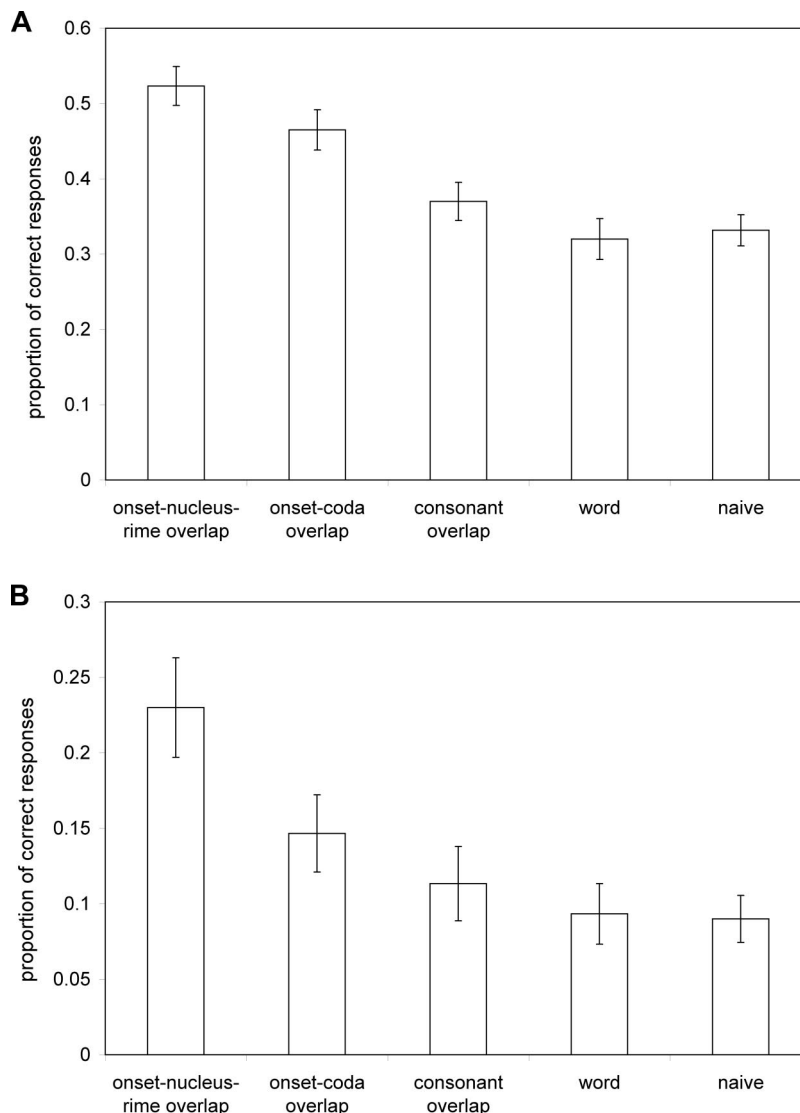 A
0.6
0.5
0.4
0.3
0.2
0.1
0
proportion of correct responses
onset-nucleus-
rime overlap
onset-coda
overlap
consonant
overlap
word
naive
B
0.3
0.25
0.2
0.15
0.1
0.05
0
proportion of correct responses
onset-nucleus-
rime overlap
onset-coda
overlap
consonant
overlap
word
naive